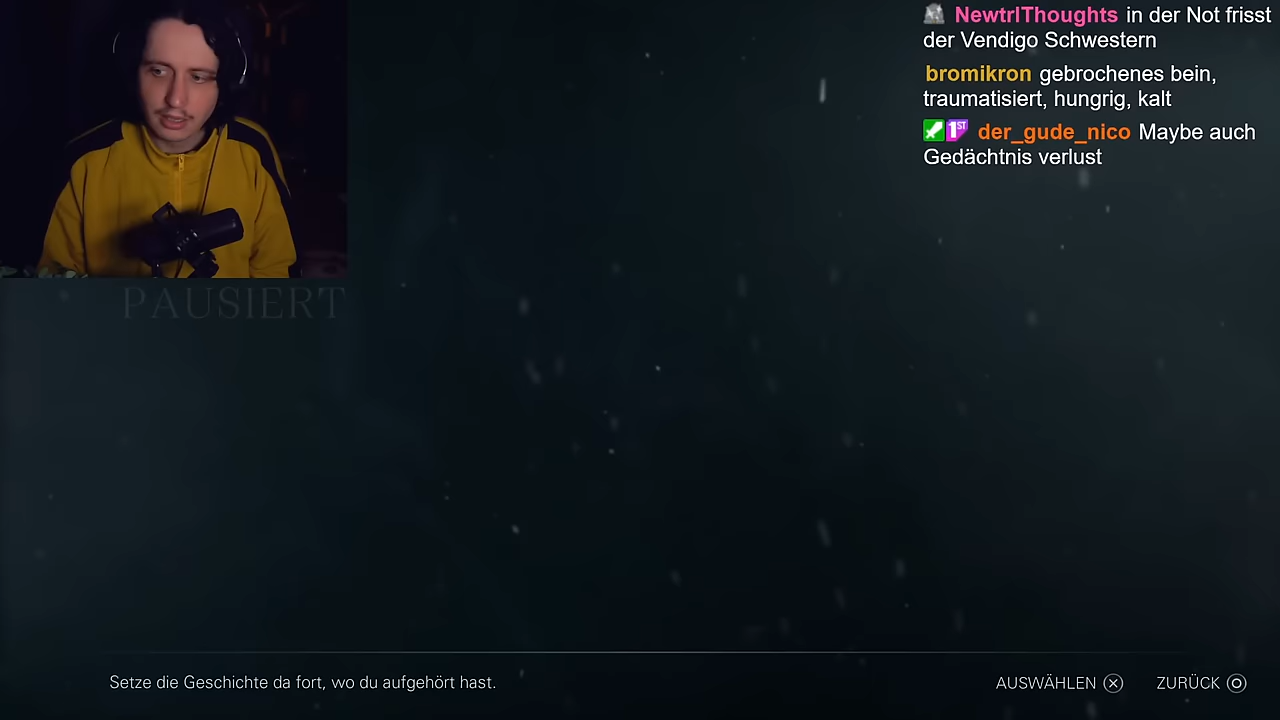 NewtrlThoughts in der Not frisst
der Vendigo Schwestern
bromikron gebrochenes bein,
traumatisiert, hungrig, kalt
1ST der_gude_nico Maybe auch
Gedächtnis verlust
PAUSIERT
Setze die Geschichte da fort, wo du aufgehört hast.
AUSWÄHLEN ZURÜCK